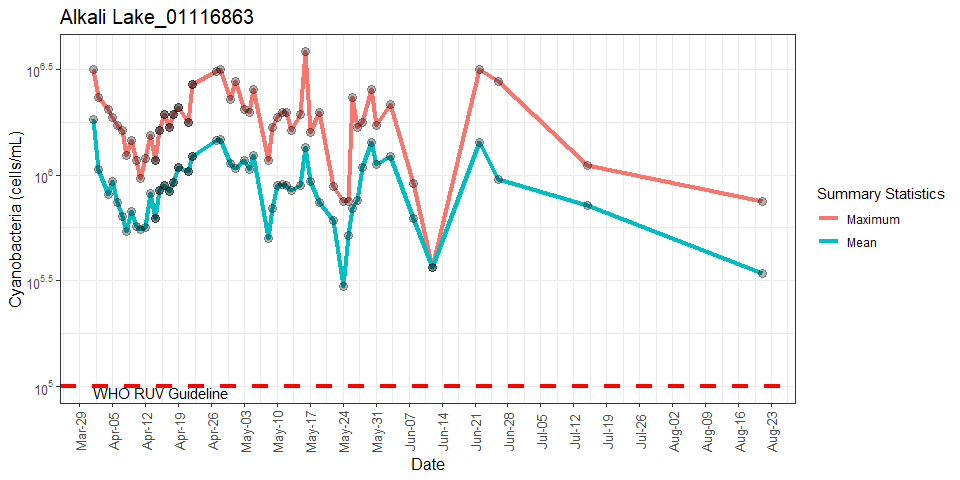 Alkali Lake_01116863
Cyanobacteria (cells/mL)
10^6.5
10^6
10^5.5
10^5
WHO RUV Guideline
Mar-29 Apr-05 Apr-12 Apr-19 Apr-26 May-03 May-10 May-17 May-24 May-31 Jun-07 Jun-14 Jun-21 Jun-28 Jul-05 Jul-12 Jul-19 Jul-26 Aug-02 Aug-09 Aug-16 Aug-23
Date
Summary Statistics
Maximum
Mean